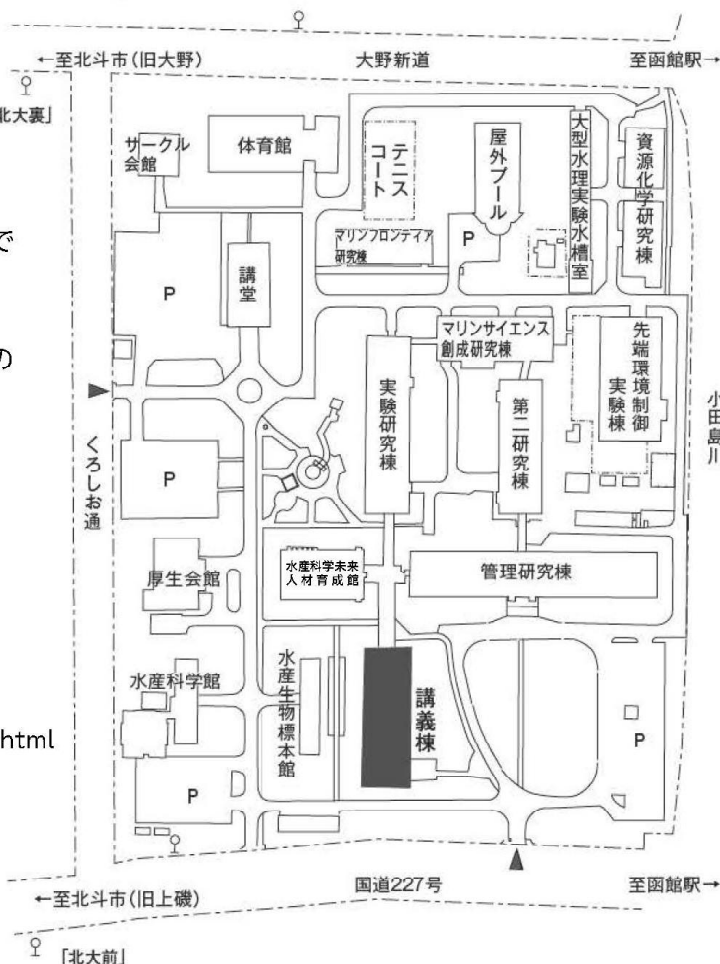 ←至北斗市(旧大野)
大野新道
至函館駅→
北大裏」
サークル
会館
体育館
テニス
コート
屋外プール
大型水理実験水槽室
資源化学研究棟
で
マリンフロンティア
研究棟
P
P
講堂
の
マリンサイエンス
創成研究棟
実験研究棟
第二研究棟
先端環境制御
実験棟
小田島川
くろしお通
P
厚生会館
水産科学未来
人材育成館
管理研究棟
水産科学館
水産生物標本館
講義棟
html
P
P
国道227号
至函館駅→
←至北斗市(旧上磯)
「北大前」